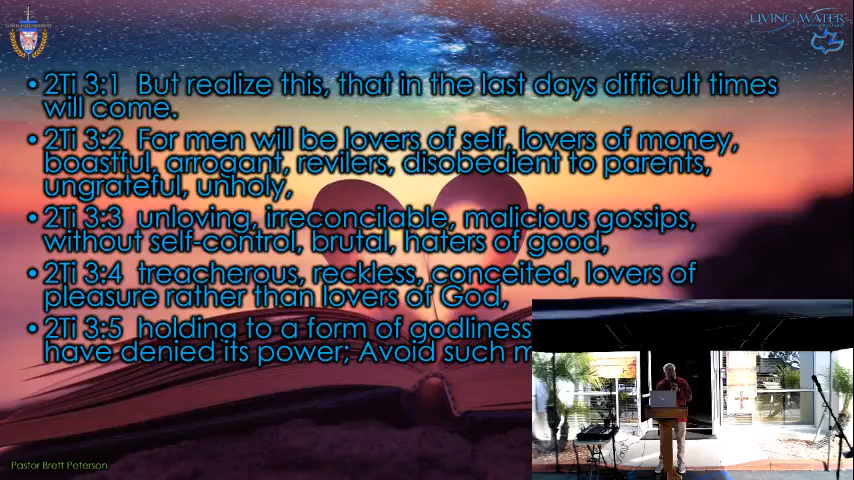 LIVING WATER
• 2Ti 3:1 But realize this, that in the last days difficult times
will come.
• 2Ti 3:2 For men will be lovers of self, lovers of money,
boastful, arrogant, revilers, disobedient to parents,
ungrateful, unholy,
• 2Ti 3:3 unloving, irreconcilable, malicious gossips,
without self-control, brutal, haters of good,
• 2Ti 3:4 treacherous, reckless, conceited, lovers of
pleasure rather than lovers of God,
• 2Ti 3:5 holding to a form of godliness
have denied its power; Avoid such m
Pastor Brett Peterson